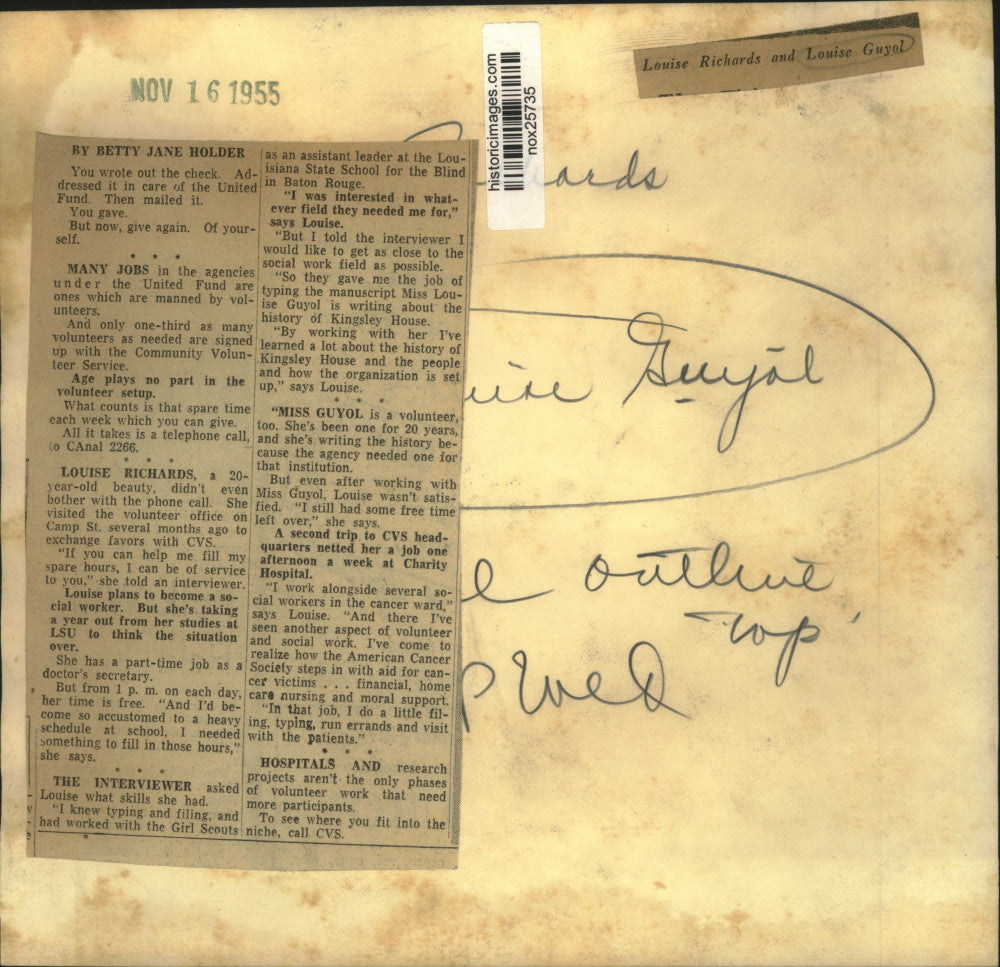 NOV 16 1955
historicimages.com
nox25735
Louise Richards and Louise Guyol
BY BETTY JANE HOLDER
You wrote out the check. Ad-
dressed it in care of the United
Fund. Then mailed it.
You gave.
But now, give again. Of your-
self.
* * *
MANY JOBS in the agencies
under the United Fund are
ones which are manned by vol-
unteers.
And only one-third as many
volunteers as needed are signed
up with the Community Volun-
teer Service.
Age plays no part in the
volunteer setup.
What counts is that spare time
each week which you can give.
All it takes is a telephone call,
to CAnal 2266.
* * *
LOUISE RICHARDS, a 20-
year-old beauty, didn't even
bother with the phone call. She
visited the volunteer office on
Camp St. several months ago to
exchange favors with CVS.
"If you can help me fill my
spare hours, I can be of service
to you," she told an interviewer.
Louise plans to become a so-
cial worker. But she's taking
a year out from her studies at
LSU to think the situation
over.
She has a part-time job as a
doctor's secretary.
But from 1 p. m. on each day,
her time is free. "And I'd be-
come so accustomed to a heavy
schedule at school, I needed
something to fill in those hours,"
she says.
* * *
THE INTERVIEWER asked
Louise what skills she had.
"I knew typing and filing, and
had worked with the Girl Scouts
as an assistant leader at the Lou-
isiana State School for the Blind
in Baton Rouge.
"I was interested in what-
ever field they needed me for,"
says Louise.
"But I told the interviewer I
would like to get as close to the
social work field as possible.
"So they gave me the job of
typing the manuscript Miss Lou-
ise Guyol is writing about the
history of Kingsley House.
"By working with her I've
learned a lot about the history of
Kingsley House and the people
and how the organization is set
up," says Louise.
* * *
"MISS GUYOL is a volunteer,
too. She's been one for 20 years,
and she's writing the history be-
cause the agency needed one for
that institution.
But even after working with
Miss Guyol, Louise wasn't satis-
fied. "I still had some free time
left over," she says.
A second trip to CVS head-
quarters netted her a job one
afternoon a week at Charity
Hospital.
"I work alongside several so-
cial workers in the cancer ward,"
says Louise. "And there I've
seen another aspect of volunteer
and social work. I've come to
realize how the American Cancer
Society steps in with aid for can-
cer victims . . . financial, home
care nursing and moral support.
"In that job, I do a little fil-
ing, typing, run errands and visit
with the patients."
* * *
HOSPITALS AND research
projects aren't the only phases
of volunteer work that need
more participants.
To see where you fit into the
niche, call CVS.
ards
uise Guyol
outline
top
Wed